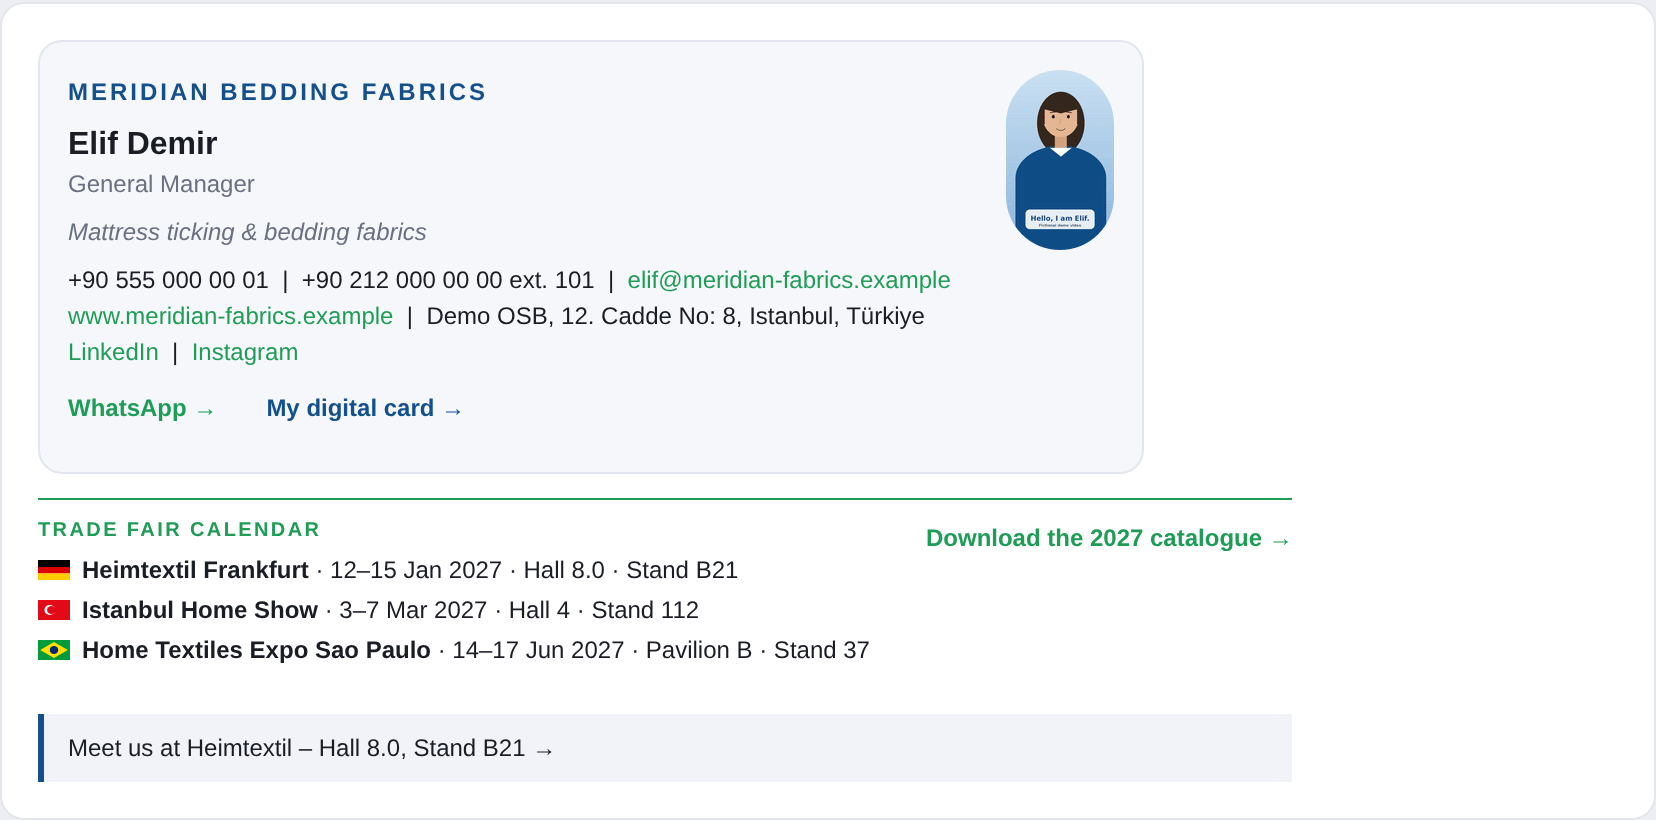 MERIDIAN BEDDING FABRICS
Elif Demir
General Manager
Mattress ticking & bedding fabrics
+90 555 000 00 01 | +90 212 000 00 00 ext. 101 | elif@meridian-fabrics.example
www.meridian-fabrics.example | Demo OSB, 12. Cadde No: 8, Istanbul, Türkiye
LinkedIn | Instagram
WhatsApp → My digital card →
Hello, I am Elif.
Fictional demo video
TRADE FAIR CALENDAR
Download the 2027 catalogue →
Heimtextil Frankfurt · 12–15 Jan 2027 · Hall 8.0 · Stand B21
Istanbul Home Show · 3–7 Mar 2027 · Hall 4 · Stand 112
Home Textiles Expo Sao Paulo · 14–17 Jun 2027 · Pavilion B · Stand 37
Meet us at Heimtextil – Hall 8.0, Stand B21 →